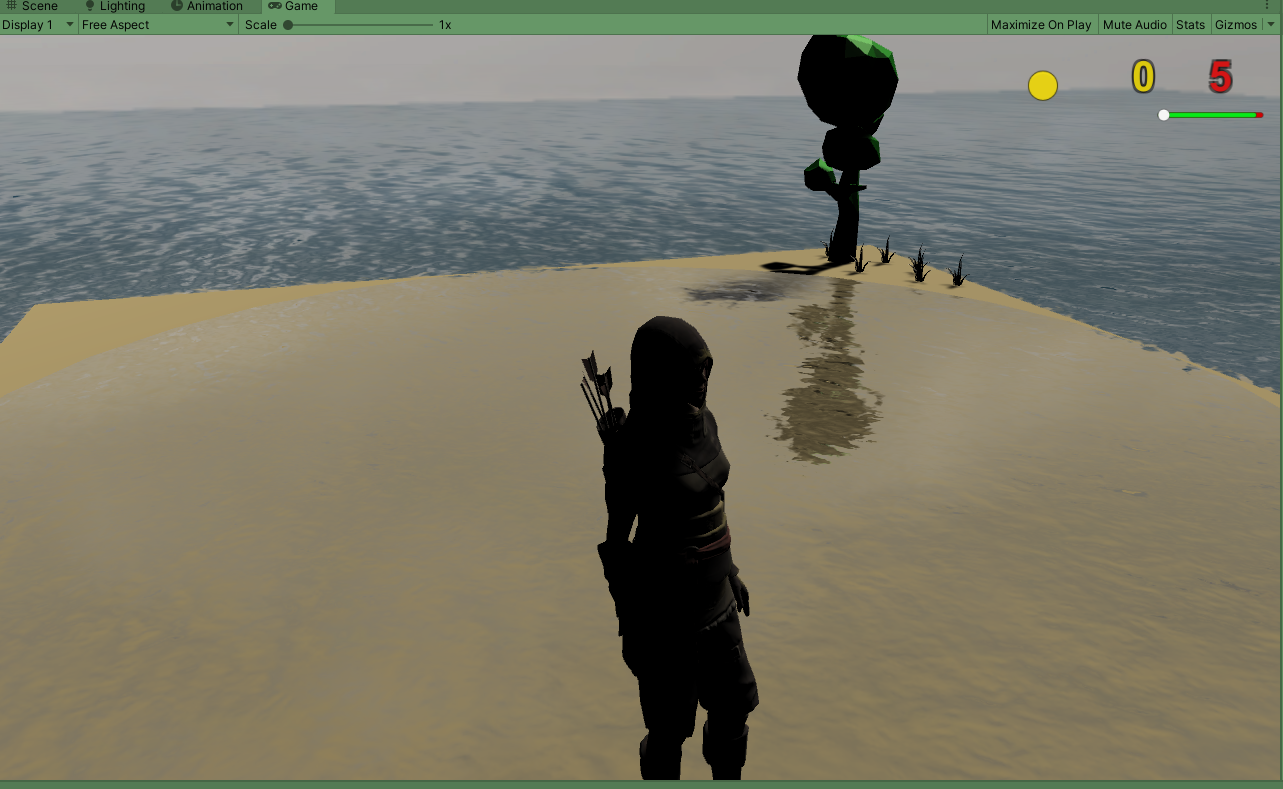 Scene Lighting Animation Game
Display 1 Free Aspect Scale 1x Maximize On Play Mute Audio Stats Gizmos
0 5